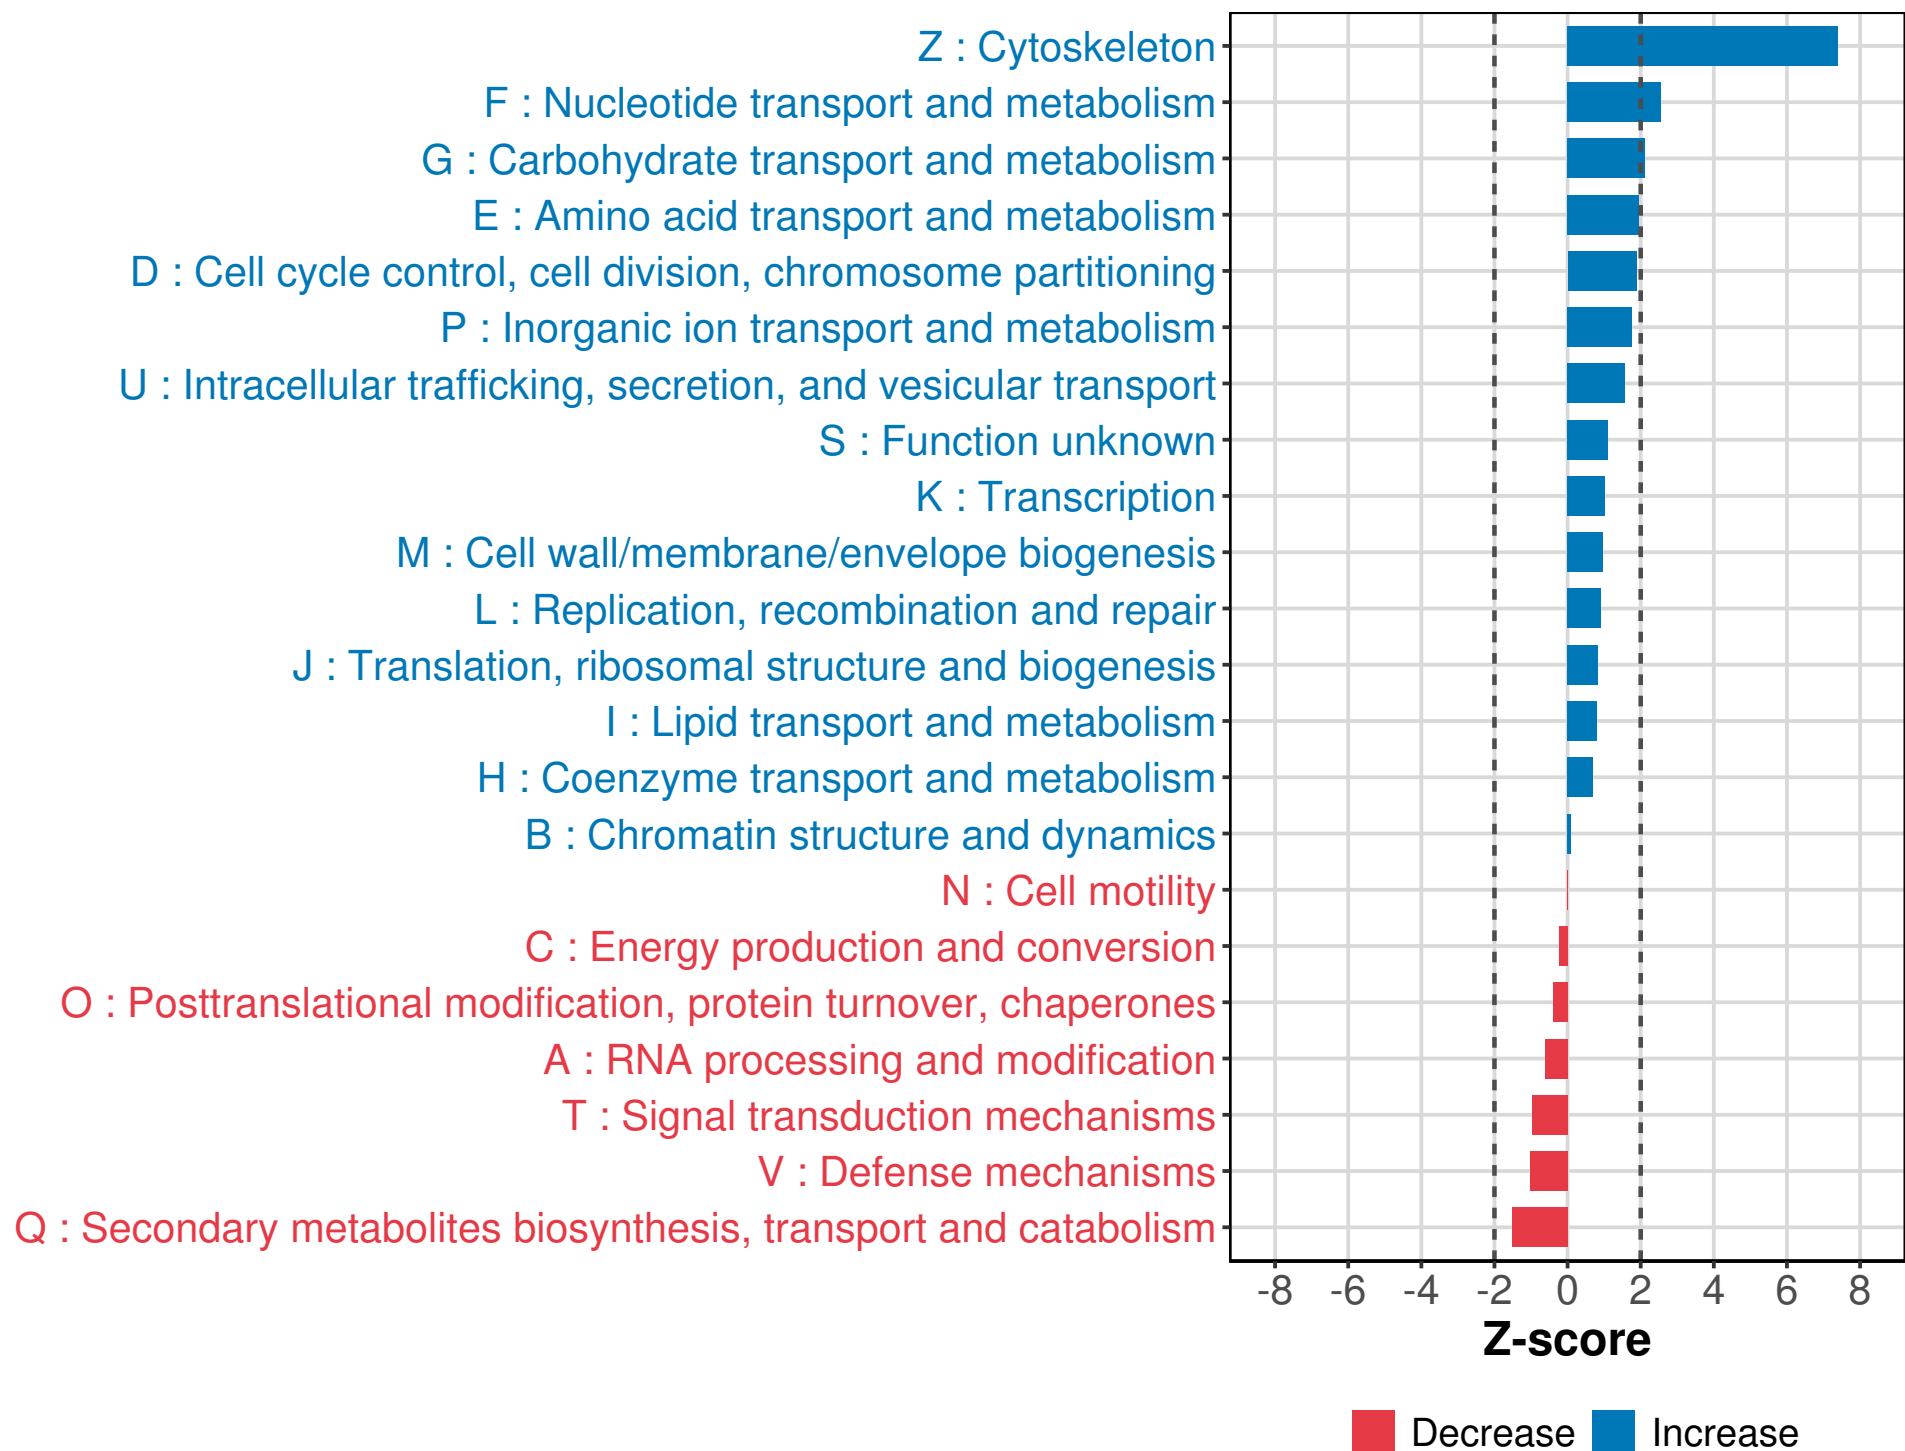 Z : Cytoskeleton
F : Nucleotide transport and metabolism
G : Carbohydrate transport and metabolism
E : Amino acid transport and metabolism
D : Cell cycle control, cell division, chromosome partitioning
P : Inorganic ion transport and metabolism
U : Intracellular trafficking, secretion, and vesicular transport
S : Function unknown
K : Transcription
M : Cell wall/membrane/envelope biogenesis
L : Replication, recombination and repair
J : Translation, ribosomal structure and biogenesis
I : Lipid transport and metabolism
H : Coenzyme transport and metabolism
B : Chromatin structure and dynamics
N : Cell motility
C : Energy production and conversion
O : Posttranslational modification, protein turnover, chaperones
A : RNA processing and modification
T : Signal transduction mechanisms
V : Defense mechanisms
Q : Secondary metabolites biosynthesis, transport and catabolism
-8 -6 -4 -2 0 2 4 6 8
Z-score
Decrease Increase